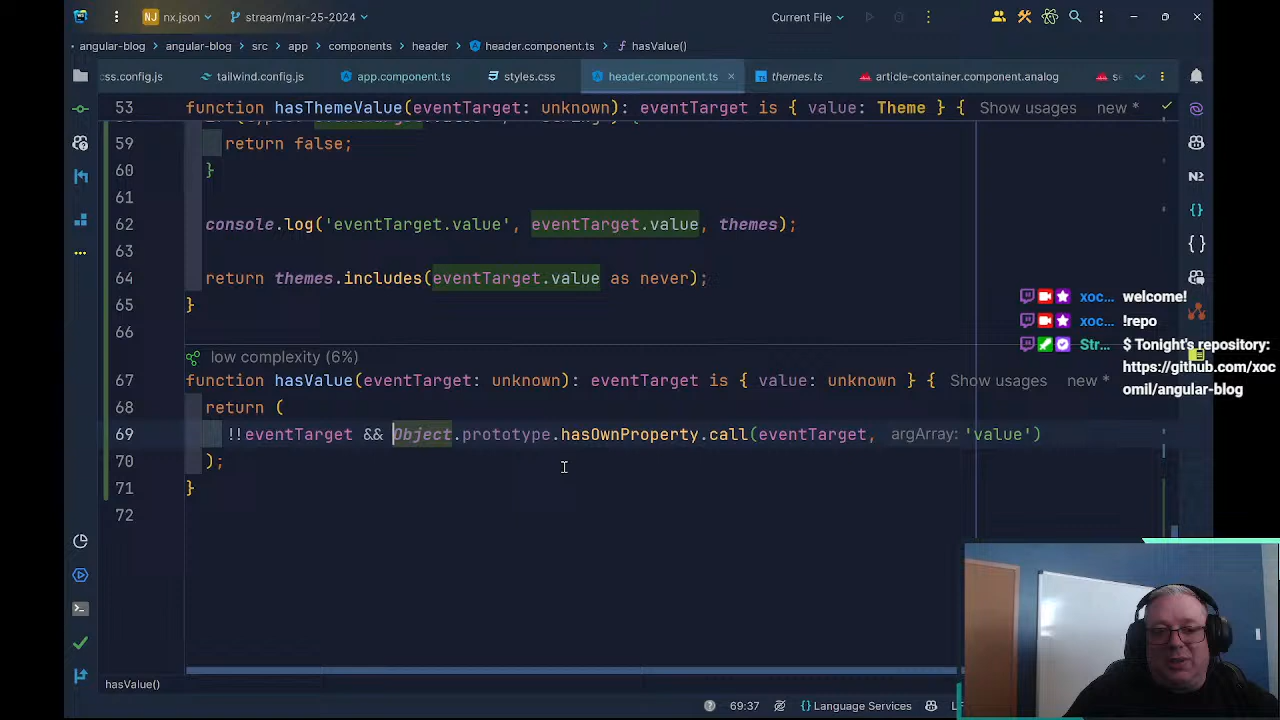 NJ nx.json stream/mar-25-2024 Current File
angular-blog angular-blog src app components header header.component.ts hasValue()
css.config.js tailwind.config.js app.component.ts styles.css header.component.ts themes.ts article-container.component.analog
53 function hasThemeValue(eventTarget: unknown): eventTarget is { value: Theme } { Show usages new *
59 return false;
60 }
61
62 console.log('eventTarget.value', eventTarget.value, themes);
63
64 return themes.includes(eventTarget.value as never);
65 }
66
low complexity (6%)
67 function hasValue(eventTarget: unknown): eventTarget is { value: unknown } { Show usages new *
68 return (
69 !!eventTarget && Object.prototype.hasOwnProperty.call(eventTarget, argArray: 'value')
70 );
71 }
72
xoc... welcome!
xoc... !repo
Str... $ Tonight's repository:
https://github.com/xoc
omil/angular-blog
hasValue()
69:37 {} Language Services